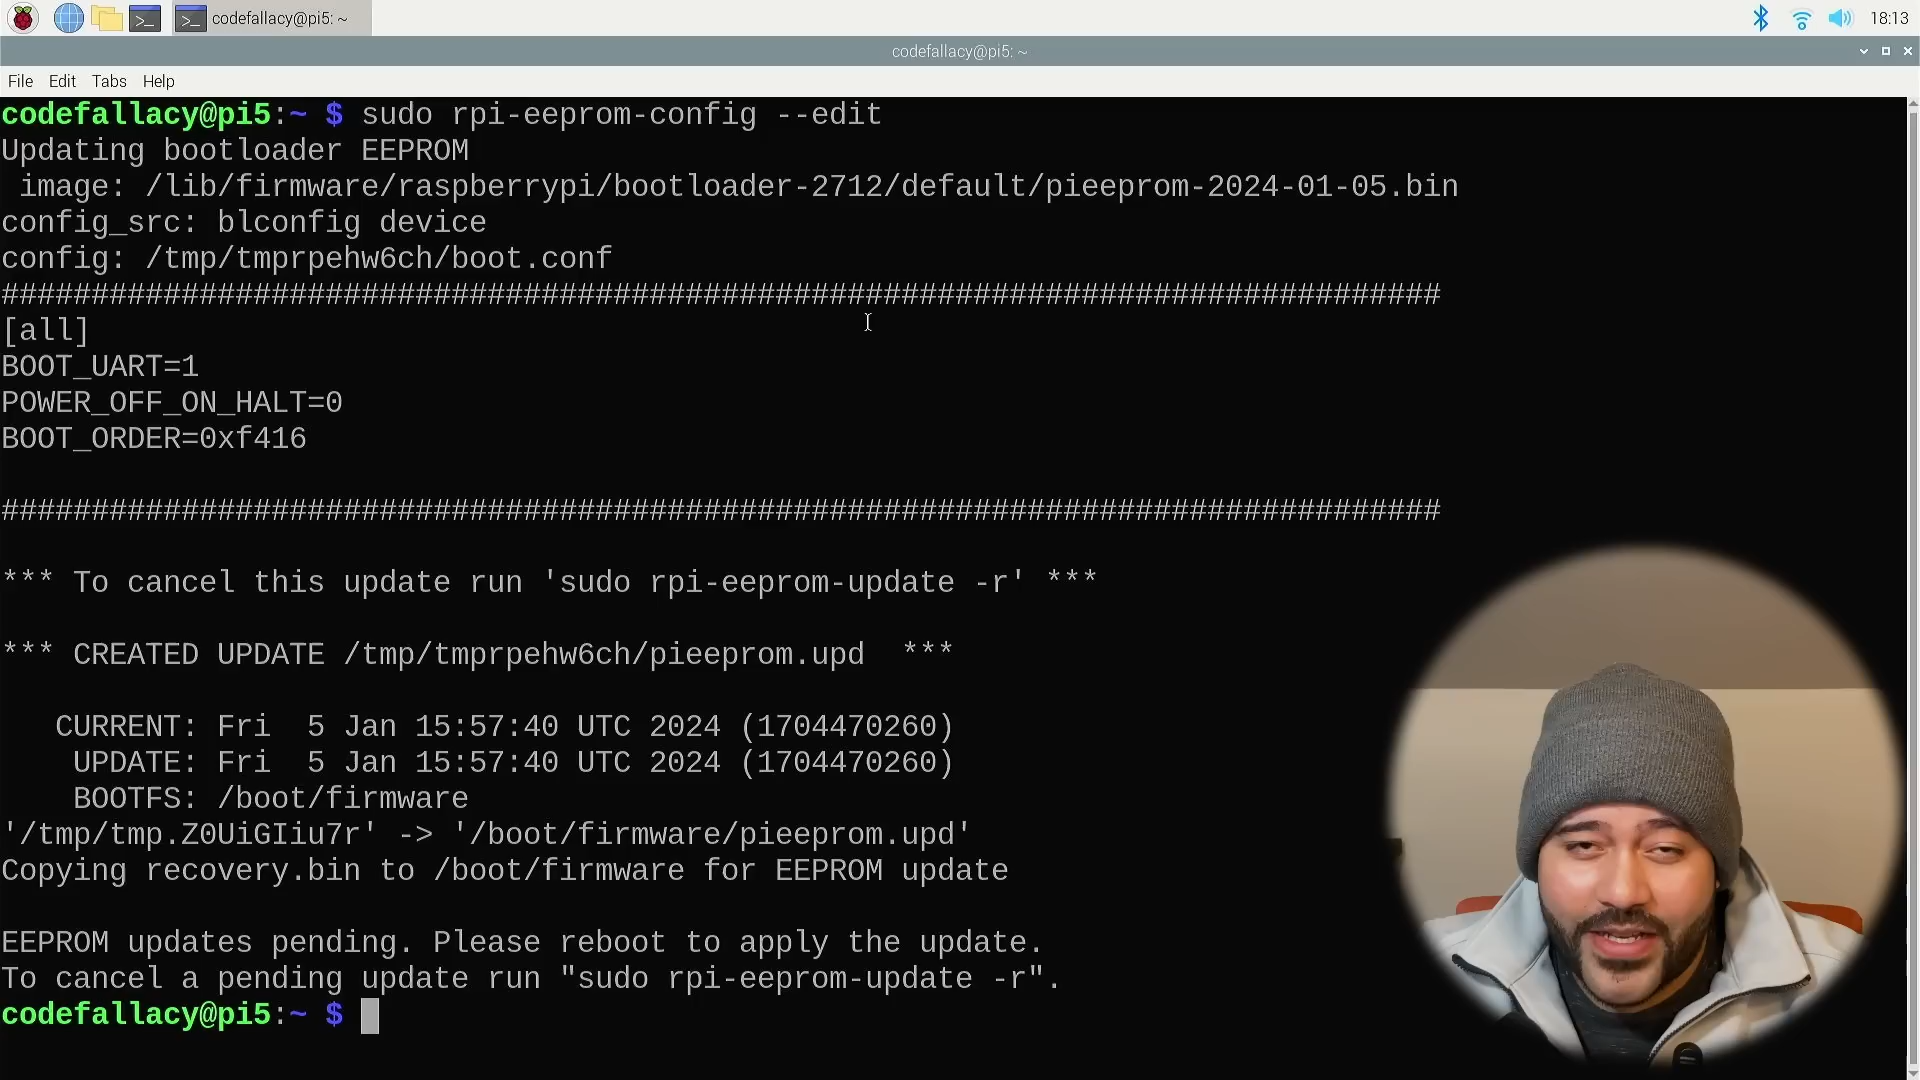 codefallacy@pi5: ~
18:13
codefallacy@pi5: ~
File Edit Tabs Help
codefallacy@pi5:~ $ sudo rpi-eeprom-config --edit
Updating bootloader EEPROM
 image: /lib/firmware/raspberrypi/bootloader-2712/default/pieeprom-2024-01-05.bin
config_src: blconfig device
config: /tmp/tmprpehw6ch/boot.conf
################################################################################
[all]
BOOT_UART=1
POWER_OFF_ON_HALT=0
BOOT_ORDER=0xf416
################################################################################
*** To cancel this update run 'sudo rpi-eeprom-update -r' ***
*** CREATED UPDATE /tmp/tmprpehw6ch/pieeprom.upd  ***
   CURRENT: Fri  5 Jan 15:57:40 UTC 2024 (1704470260)
    UPDATE: Fri  5 Jan 15:57:40 UTC 2024 (1704470260)
    BOOTFS: /boot/firmware
'/tmp/tmp.Z0UiGIiu7r' -> '/boot/firmware/pieeprom.upd'
Copying recovery.bin to /boot/firmware for EEPROM update
EEPROM updates pending. Please reboot to apply the update.
To cancel a pending update run "sudo rpi-eeprom-update -r".
codefallacy@pi5:~ $